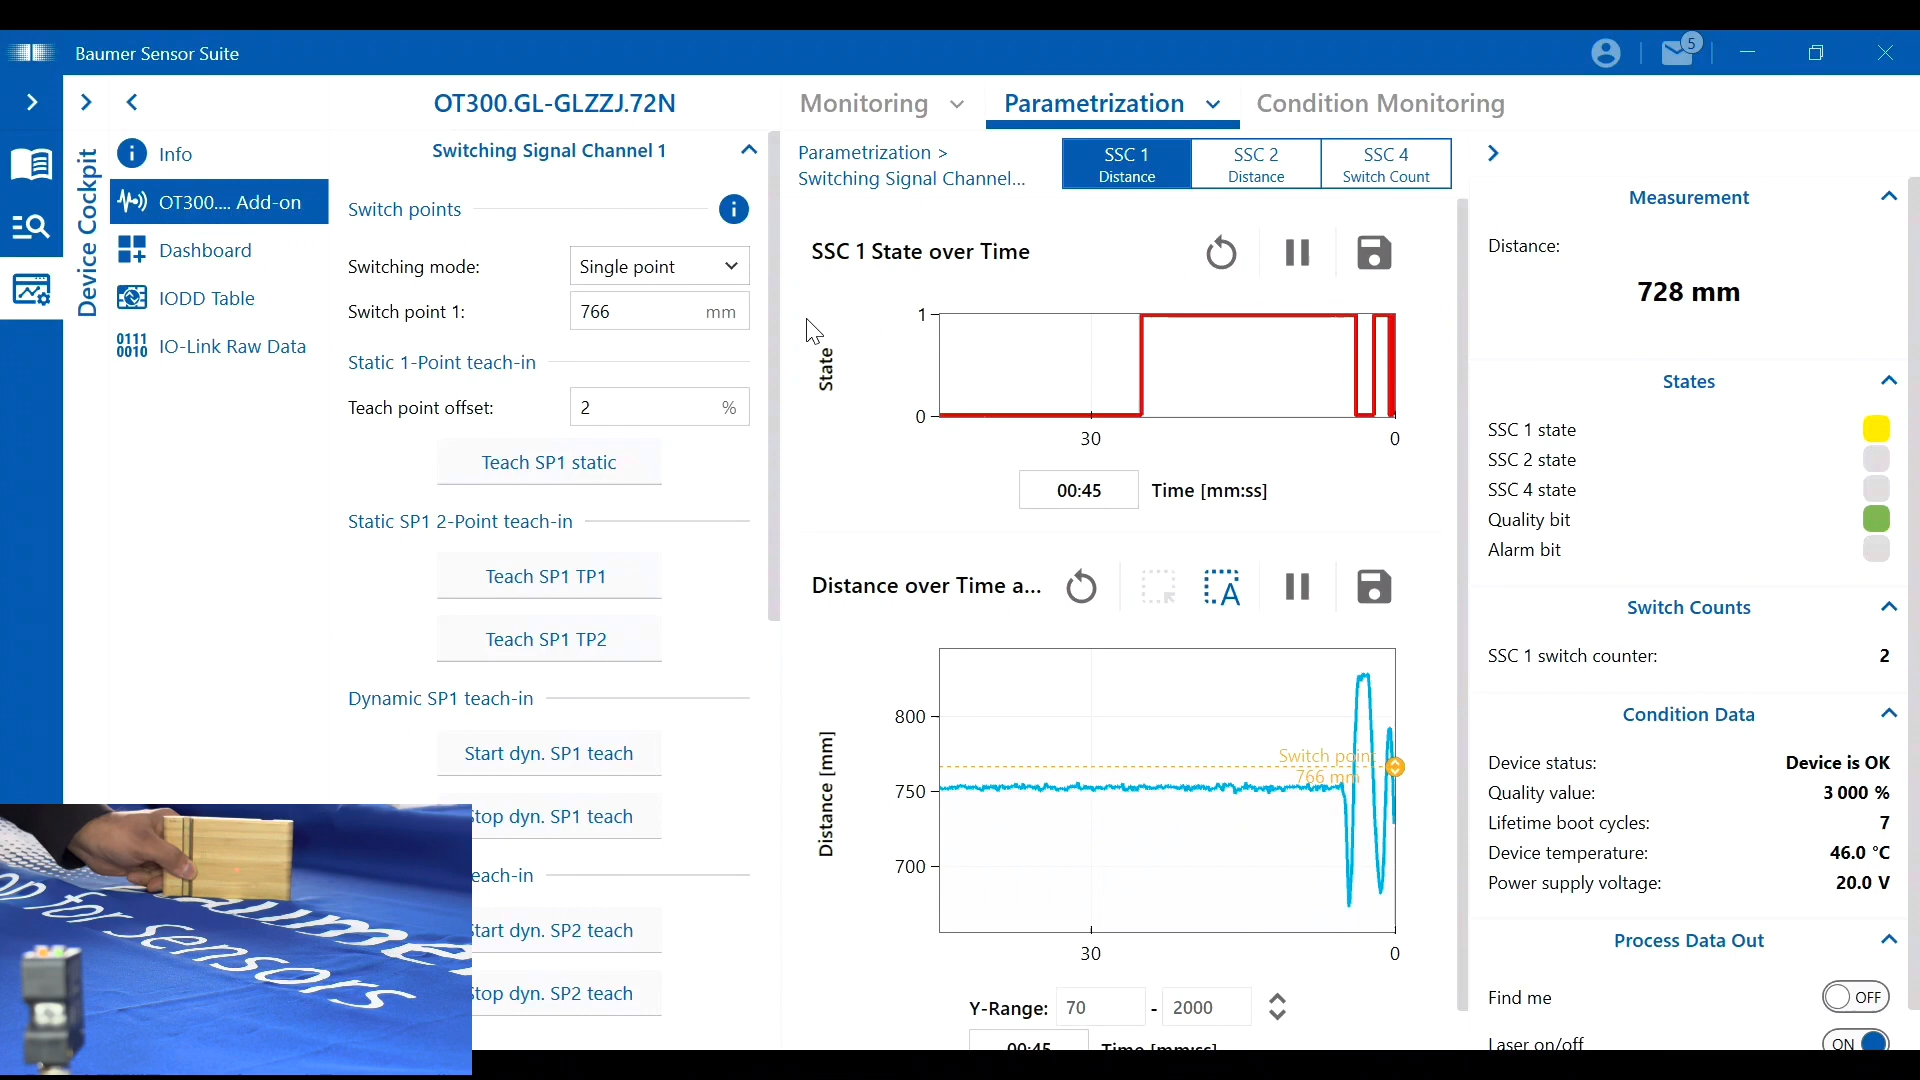 Baumer Sensor Suite
5
Device Cockpit
Info
OT300.... Add-on
Dashboard
IODD Table
0111
0010
IO-Link Raw Data
OT300.GL-GLZZJ.72N
Switching Signal Channel 1
Switch points
Switching mode:
Single point
Switch point 1:
766 mm
Static 1-Point teach-in
Teach point offset:
2 %
Teach SP1 static
Static SP1 2-Point teach-in
Teach SP1 TP1
Teach SP1 TP2
Dynamic SP1 teach-in
Start dyn. SP1 teach
top dyn. SP1 teach
each-in
tart dyn. SP2 teach
top dyn. SP2 teach
on for sensors
Monitoring
Parametrization
Condition Monitoring
Parametrization >
Switching Signal Channel...
SSC 1
Distance
SSC 2
Distance
SSC 4
Switch Count
SSC 1 State over Time
State
1
0
30
0
00:45
Time [mm:ss]
Distance over Time a...
A
Distance [mm]
800
750
700
Switch point
766 mm
30
0
Y-Range:
70
-
2000
00:45
Time [mm:ss]
Measurement
Distance:
728 mm
States
SSC 1 state
SSC 2 state
SSC 4 state
Quality bit
Alarm bit
Switch Counts
SSC 1 switch counter: 2
Condition Data
Device status: Device is OK
Quality value: 3 000 %
Lifetime boot cycles: 7
Device temperature: 46.0 °C
Power supply voltage: 20.0 V
Process Data Out
Find me
OFF
Laser on/off
ON